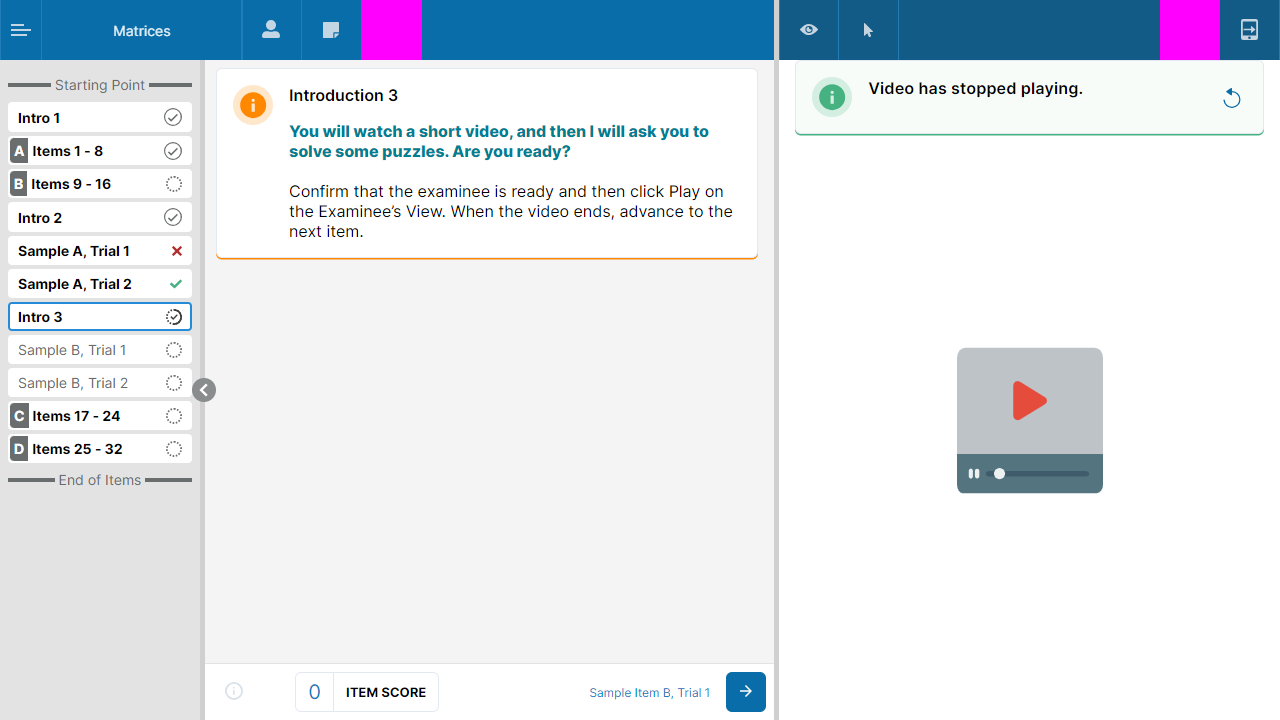 Matrices
Starting Point
Intro 1
A Items 1 - 8
B Items 9 - 16
Intro 2
Sample A, Trial 1
Sample A, Trial 2
Intro 3
Sample B, Trial 1
Sample B, Trial 2
C Items 17 - 24
D Items 25 - 32
End of Items
Introduction 3
You will watch a short video, and then I will ask you to
solve some puzzles. Are you ready?
Confirm that the examinee is ready and then click Play on
the Examinee’s View. When the video ends, advance to the
next item.
0 ITEM SCORE
Sample Item B, Trial 1
Video has stopped playing.